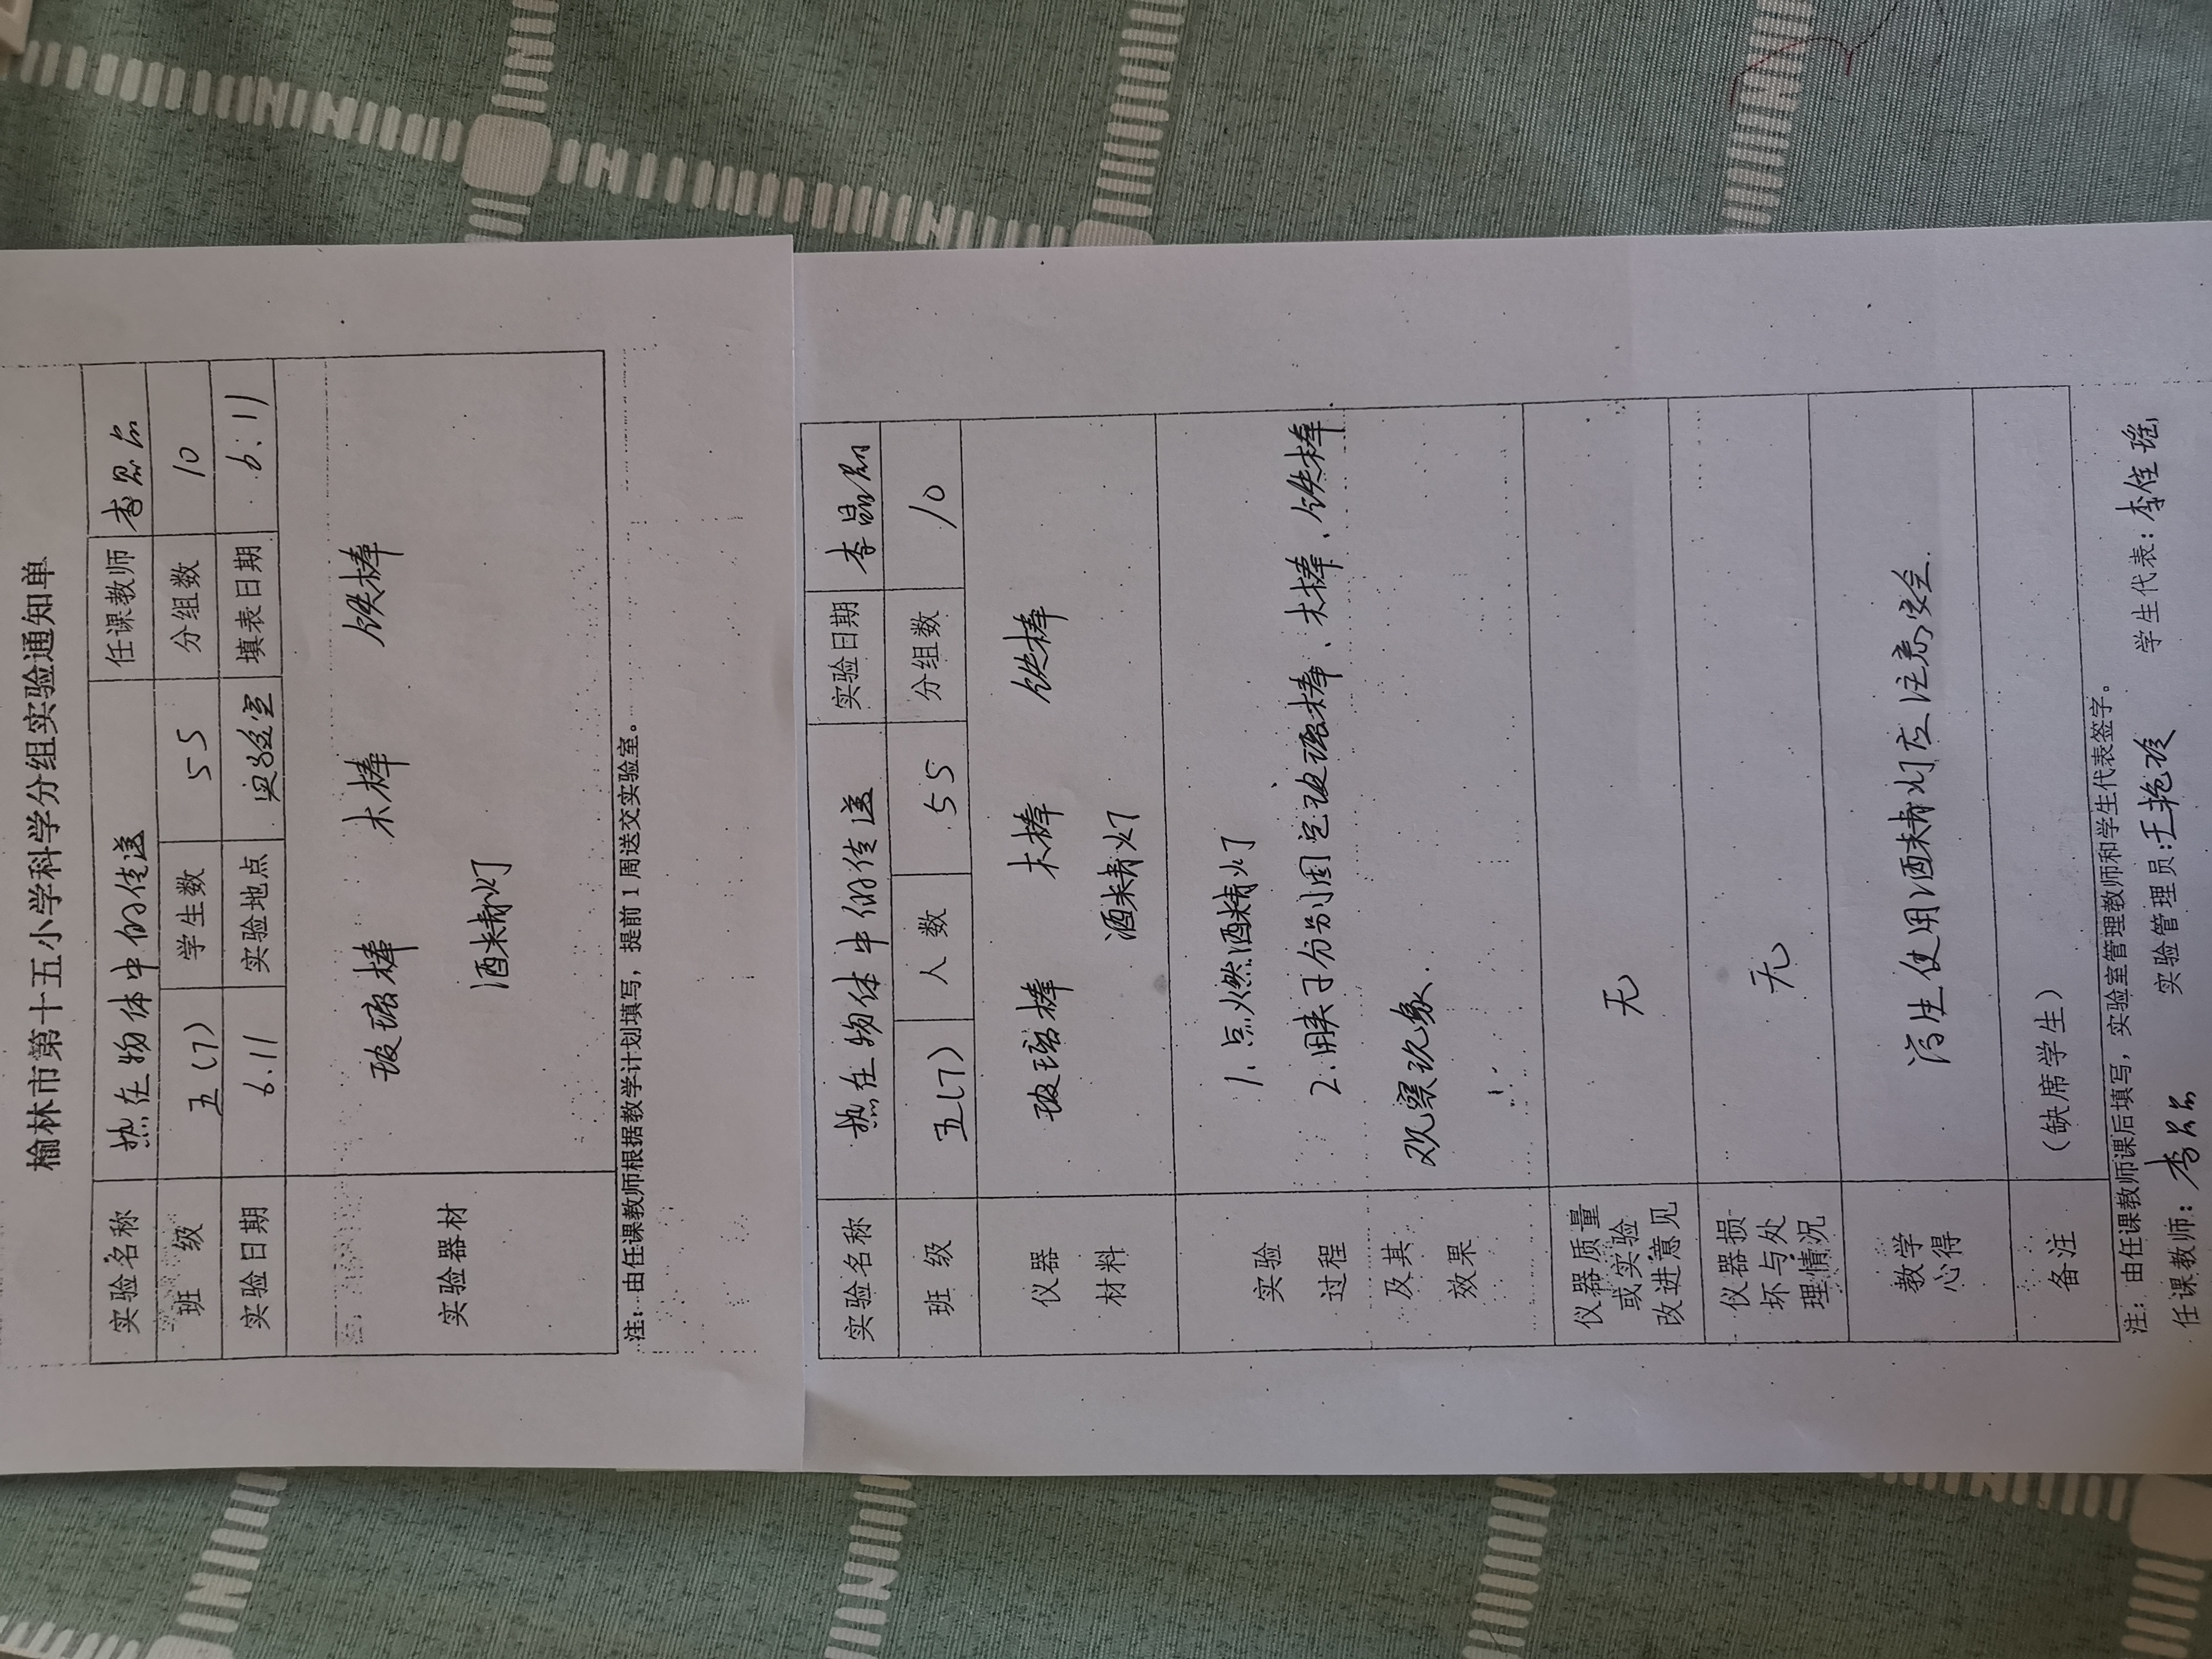 榆林市第十五小学科学分组实验通知单
实验名称 热在物体中的传送 任课教师 李
班 级 五(7) 学生数 55 分组数 10
实验日期 6.11 实验地点 实验室 填表日期 6.11
实验器材 玻璃棒 木棒 铁棒
酒精灯
注：由任课教师根据教学计划填写，提前1周送交实验室。
实验名称 热在物体中的传送 实验日期 李晶
班 级 五(7) 人 数 55 分组数 10
仪器 玻璃棒 木棒 铁棒
材料 酒精灯
实验 1.点燃酒精灯
过程 2.用夹子分别固定玻璃棒、木棒、铁棒
及其 观察现象.
效果
仪器质量
或实验 无
改进意见
仪器损
坏与处 无
理情况
教学 学生使用酒精灯应注意安全
心得
备注 (缺席学生)
注：由任课教师课后填写，实验室管理教师和学生代表签字。
任课教师：李 实验管理员:王艳 学生代表：李佳瑶